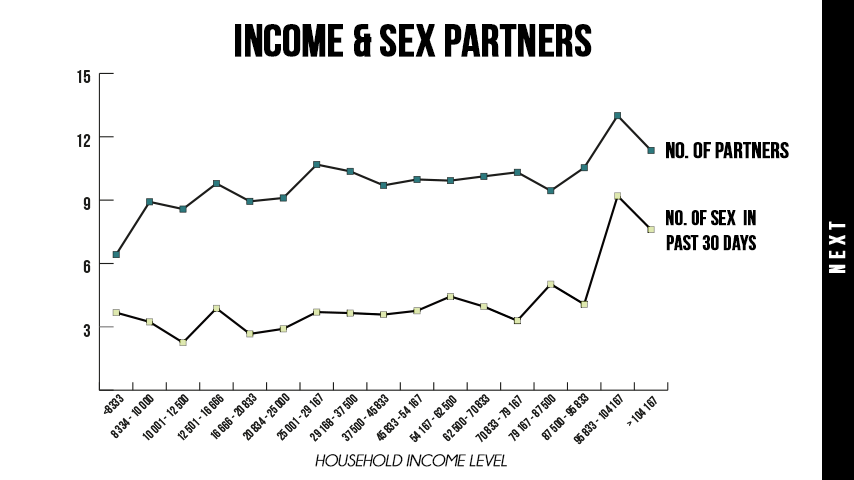 INCOME & SEX PARTNERS
15
12
9
6
3
NO. OF PARTNERS
NO. OF SEX IN
PAST 30 DAYS
<8333
8 334 - 10 000
10 001 - 12 500
12 501 - 16 666
16 666 - 20 833
20 834 - 25 000
25 001 - 29 167
29 168 - 37 500
37 500 - 45 833
45 833 - 54 167
54 167 - 62 500
62 500 - 70 833
70 833 - 79 167
79 167 - 87 500
87 500 - 95 833
95 833 - 104 167
> 104 167
HOUSEHOLD INCOME LEVEL
NEXT